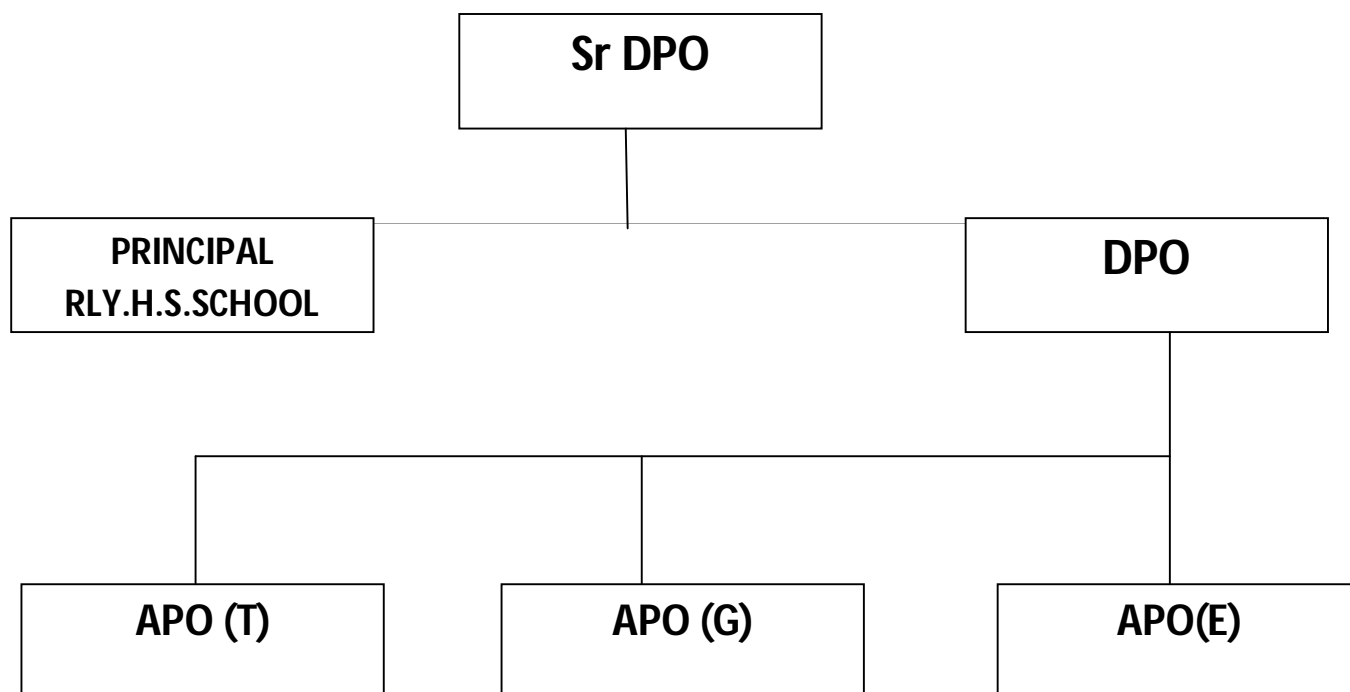 Sr DPO
PRINCIPAL
RLY.H.S.SCHOOL
DPO
APO (T)
APO (G)
APO(E)